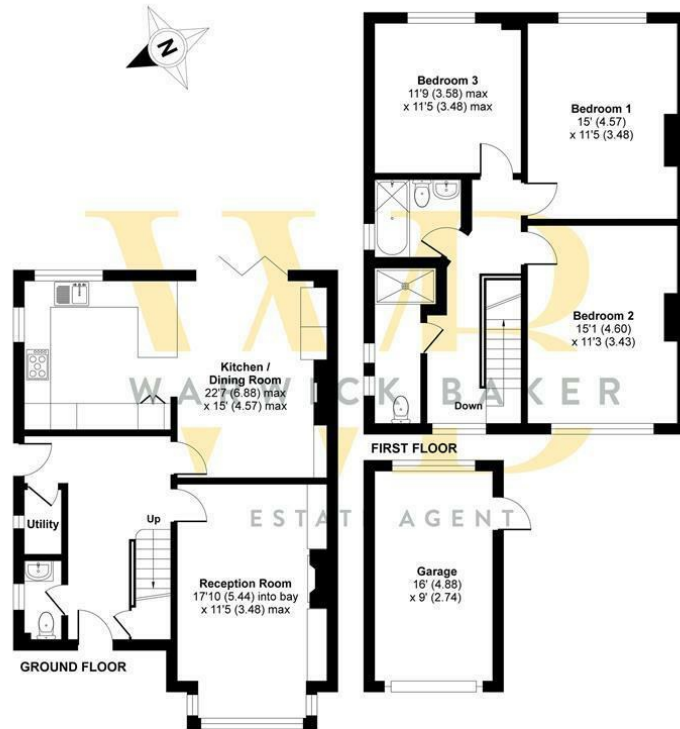 N
Bedroom 3
11'9 (3.58) max
x 11'5 (3.48) max
Bedroom 1
15' (4.57)
x 11'5 (3.48)
Bedroom 2
15'1 (4.60)
x 11'3 (3.43)
Down
FIRST FLOOR
Kitchen /
Dining Room
22'7 (6.88) max
x 15' (4.57) max
Utility
Up
Reception Room
17'10 (5.44) into bay
x 11'5 (3.48) max
GROUND FLOOR
Garage
16' (4.88)
x 9' (2.74)
WB
WARWICK BAKER
ESTATE AGENT